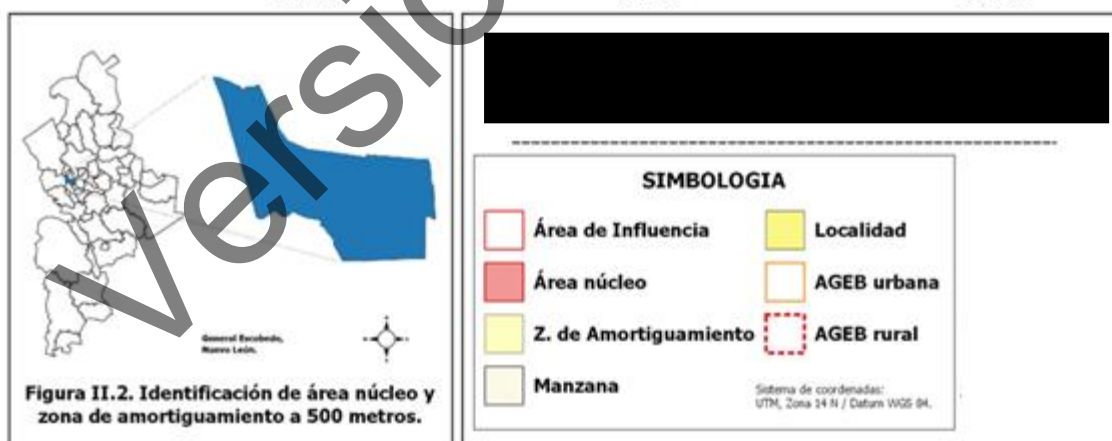 Versió
General Escobedo,
Nuevo León.
Figura II.2. Identificación de área núcleo y
zona de amortiguamiento a 500 metros.
SIMBOLOGIA
Área de Influencia
Área núcleo
Z. de Amortiguamiento
Manzana
Localidad
AGEB urbana
AGEB rural
Sistema de coordenadas:
UTM, Zona 14 N / Datum WGS 84.